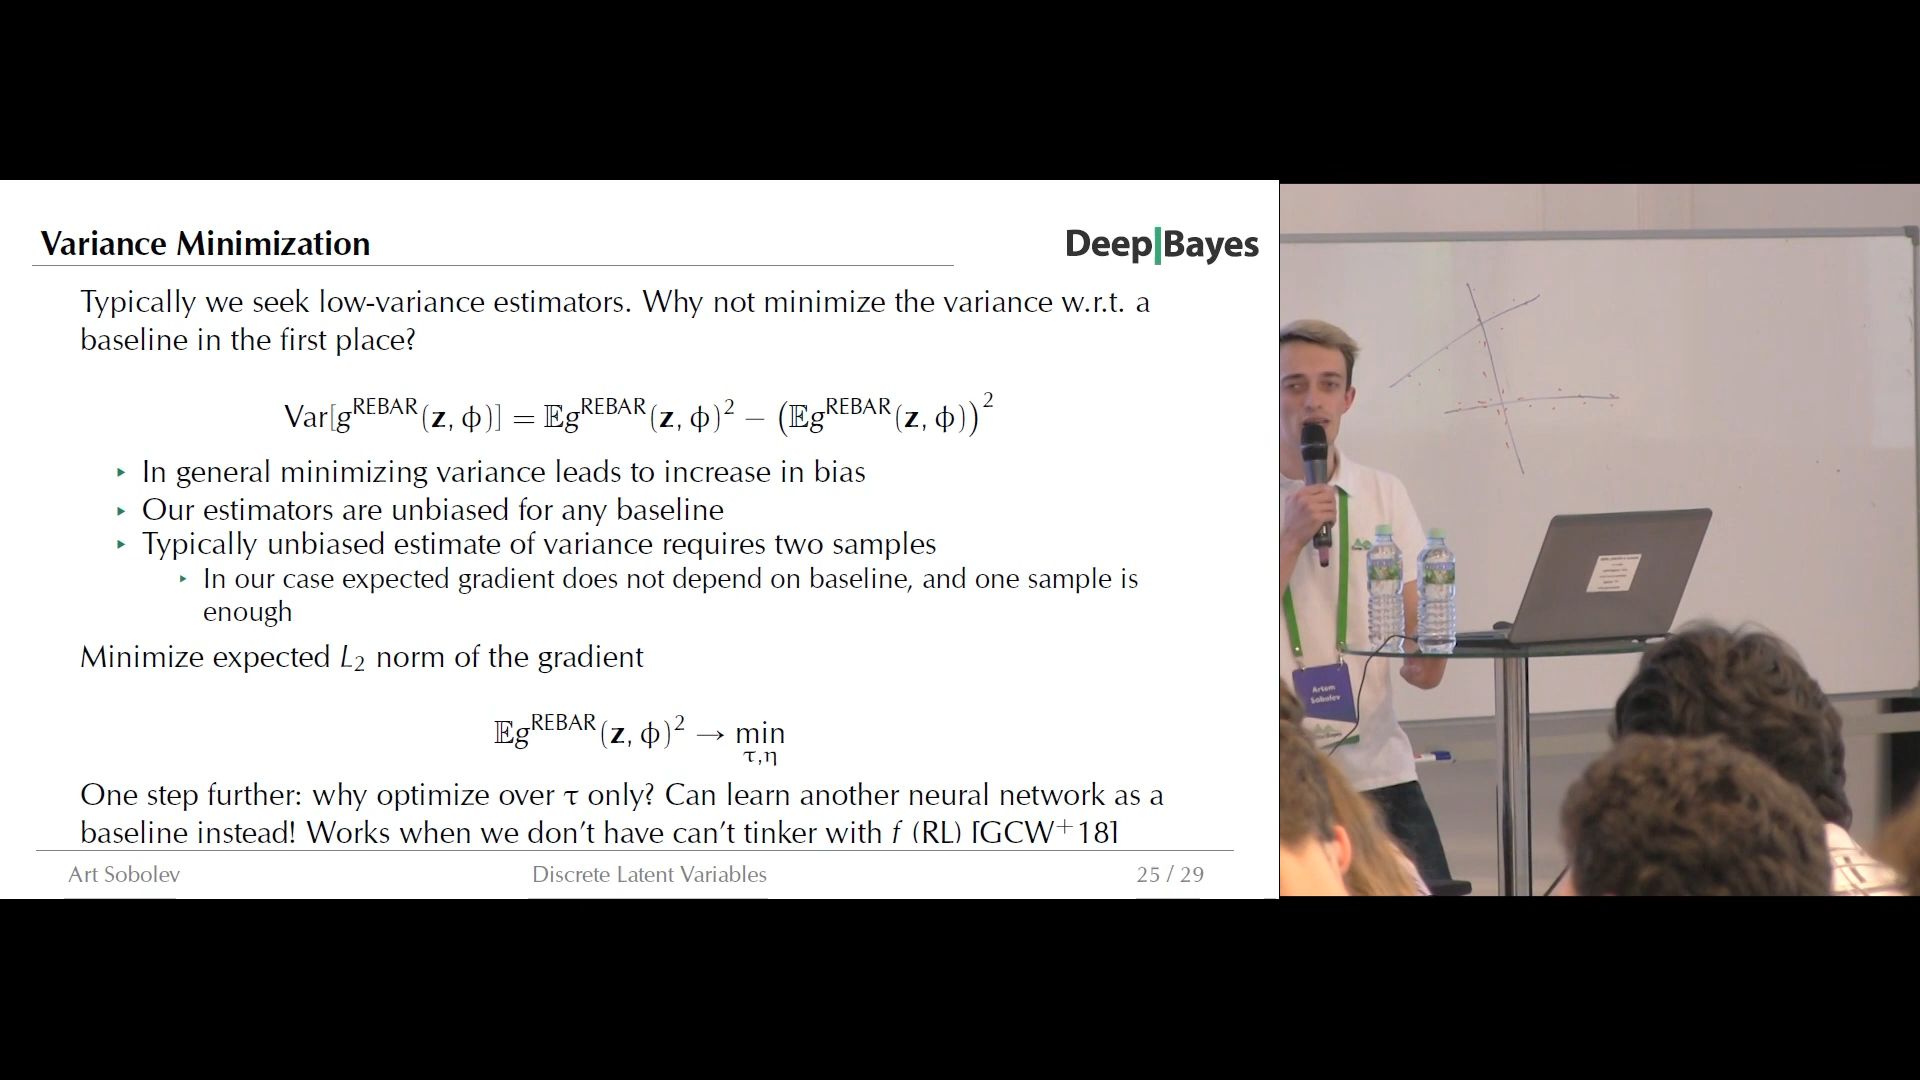 Variance Minimization
Deep|Bayes
Typically we seek low-variance estimators. Why not minimize the variance w.r.t. a
baseline in the first place?
Var[g^REBAR(z, ϕ)] = 𝔼g^REBAR(z, ϕ)² − (𝔼g^REBAR(z, ϕ))²
▸ In general minimizing variance leads to increase in bias
▸ Our estimators are unbiased for any baseline
▸ Typically unbiased estimate of variance requires two samples
▸ In our case expected gradient does not depend on baseline, and one sample is
enough
Minimize expected L₂ norm of the gradient
𝔼g^REBAR(z, ϕ)² → min
τ,η
One step further: why optimize over τ only? Can learn another neural network as a
baseline instead! Works when we don't have can't tinker with f (RL) [GCW⁺18]
Art Sobolev
Discrete Latent Variables
25 / 29
Artem
Sobolev